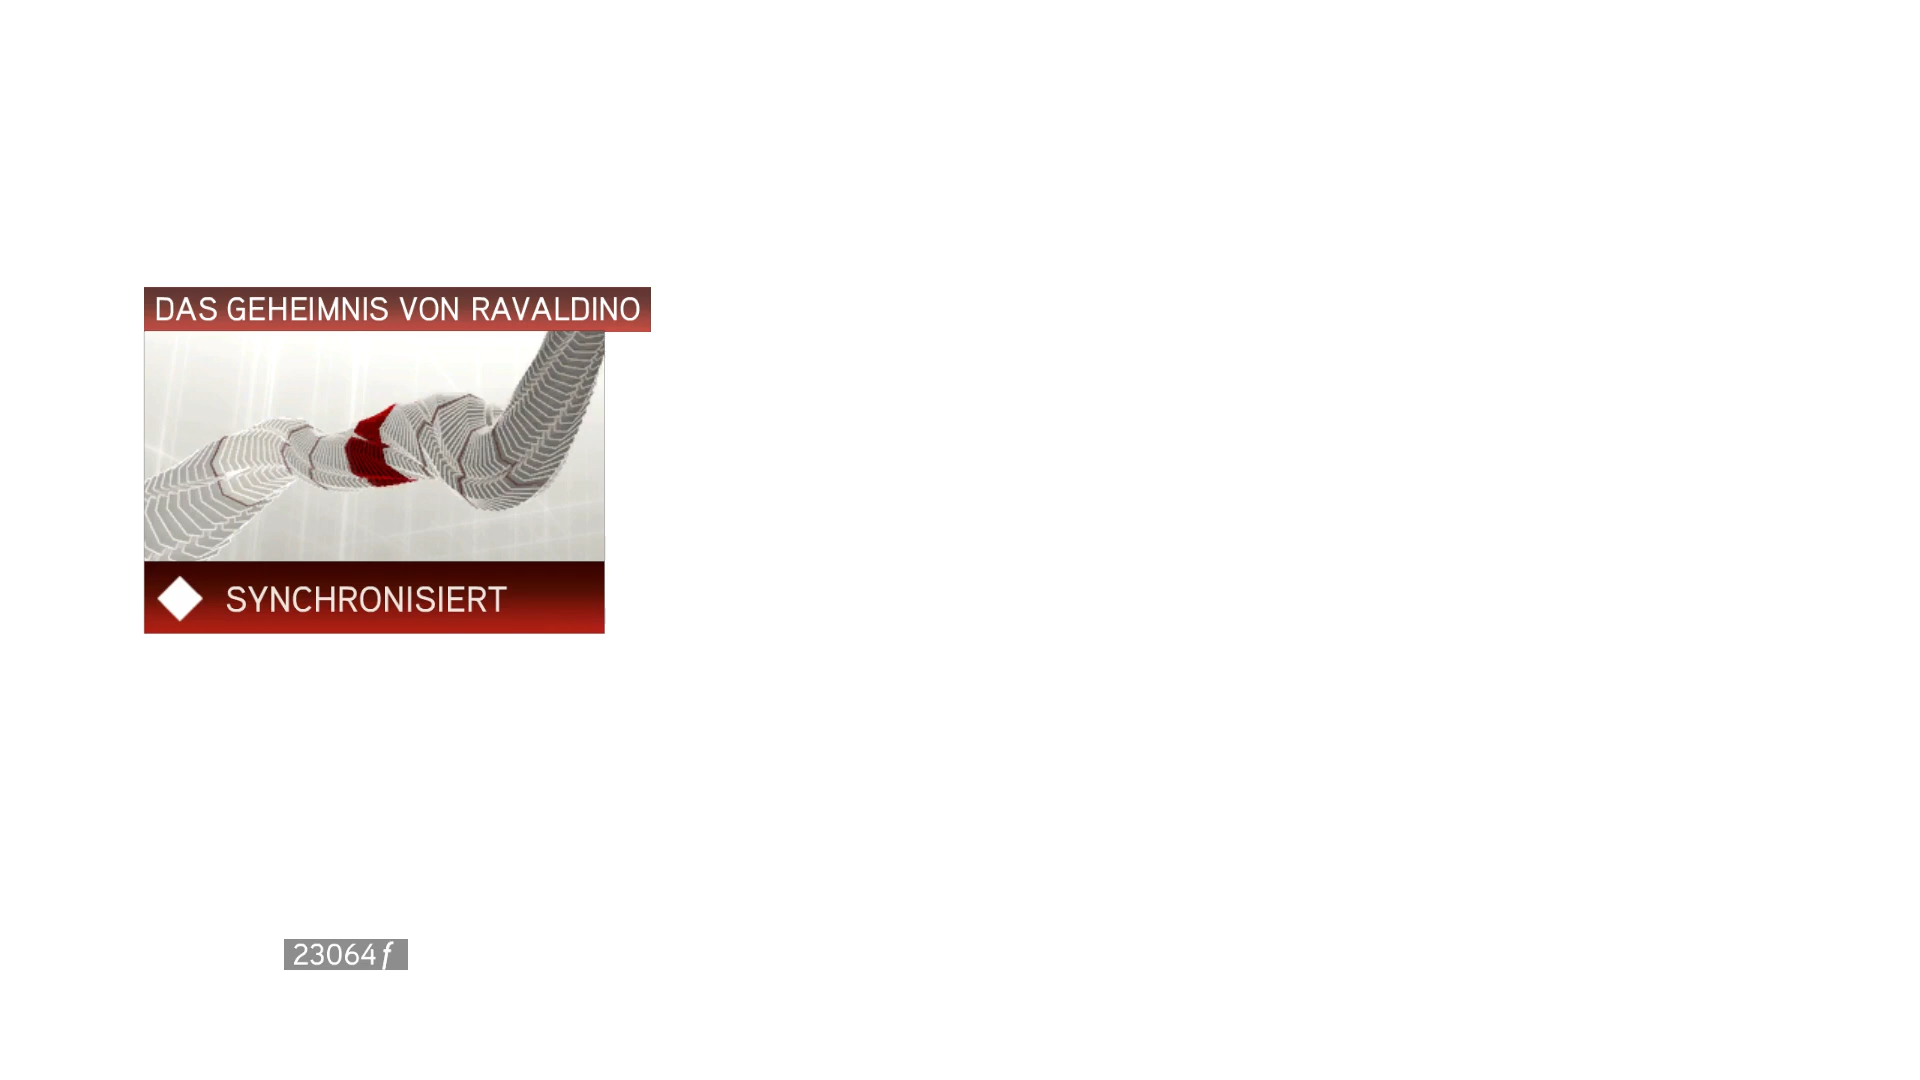 DAS GEHEIMNIS VON RAVALDINO
SYNCHRONISIERT
23064 ƒ